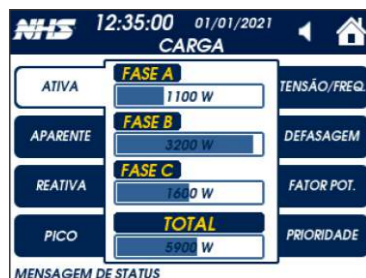 NHS 12:35:00 01/01/2021
CARGA
ATIVA
APARENTE
REATIVA
PICO
FASE A
1100 W
FASE B
3200 W
FASE C
1600 W
TOTAL
5900 W
TENSÃO/FREQ.
DEFASAGEM
FATOR POT.
PRIORIDADE
MENSAGEM DE STATUS